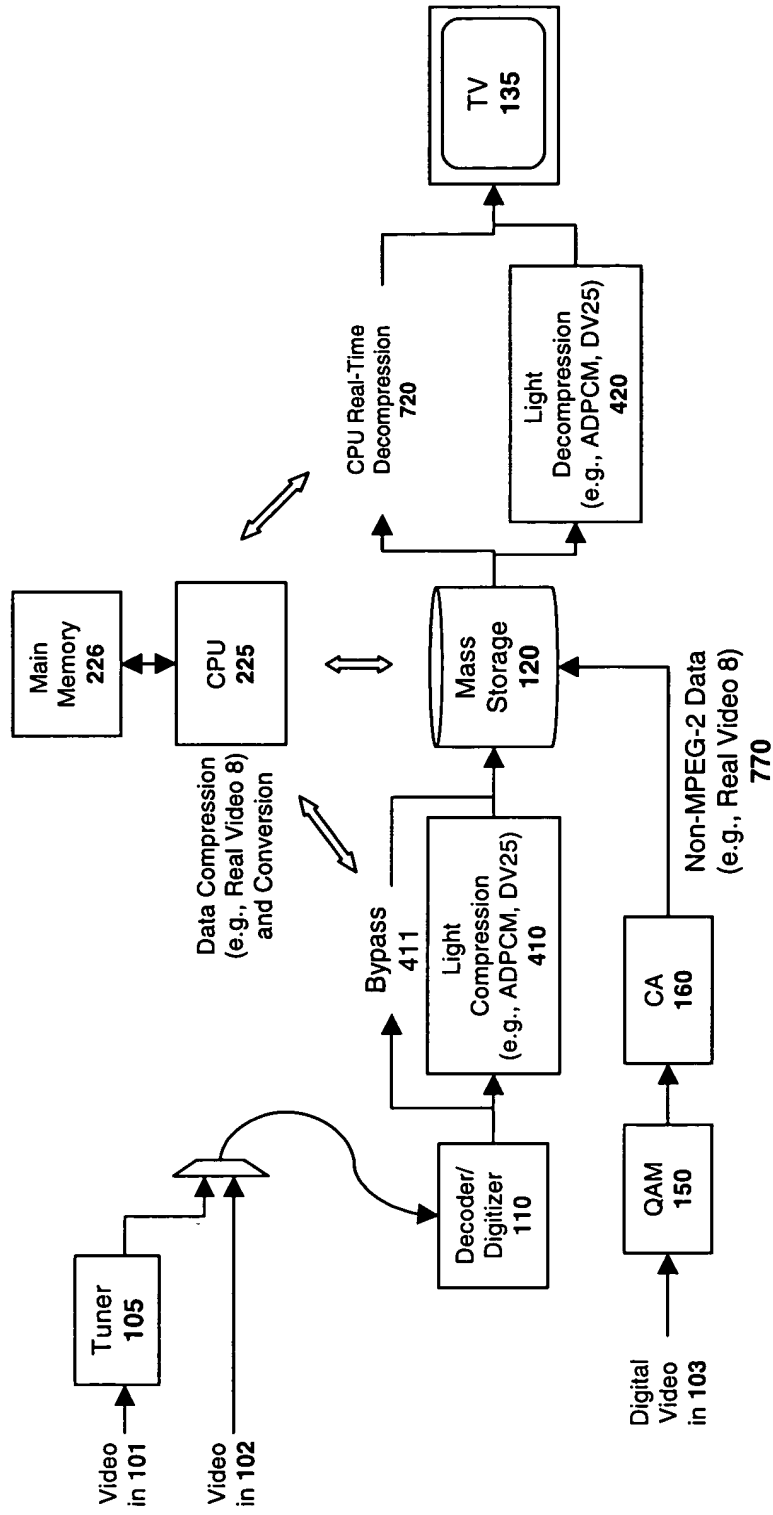 Video
in 101
Tuner
105
Video
in 102
Decoder/
Digitizer
110
Digital
Video
in 103
QAM
150
CA
160
Non-MPEG-2 Data
(e.g., Real Video 8)
770
Bypass
411
Light
Compression
(e.g., ADPCM, DV25)
410
Data Compression
(e.g., Real Video 8)
and Conversion
Main
Memory
226
CPU
225
Mass
Storage
120
CPU Real-Time
Decompression
720
Light
Decompression
(e.g., ADPCM, DV25)
420
TV
135